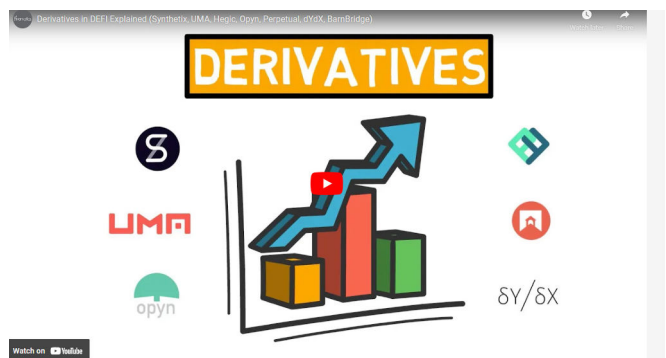 Finematics
Derivatives in DEFI Explained (Synthetix, UMA, Hegic, Opyn, Perpetual, dYdX, BarnBridge)
Watch later
Share
DERIVATIVES
S
UMA
opyn
δY/δX
Watch on YouTube